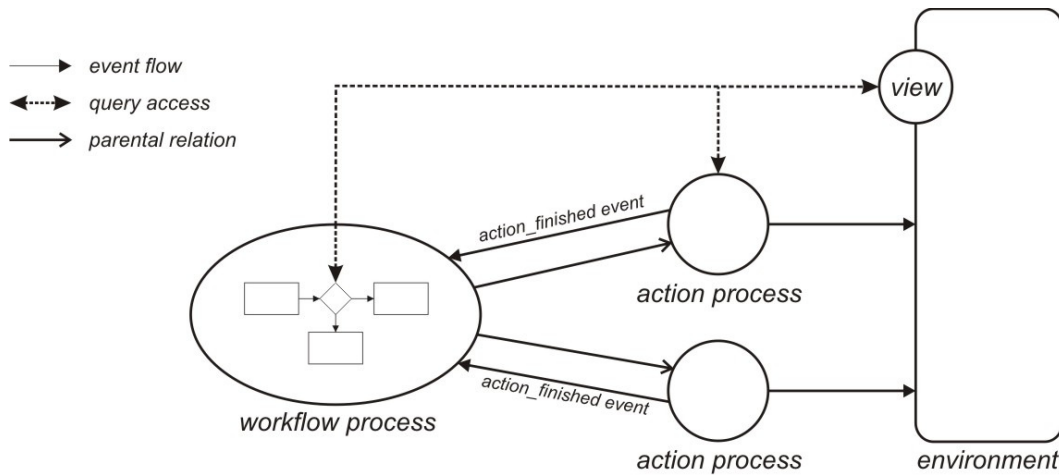 event flow
query access
parental relation
view
action_finished event
action process
action_finished event
workflow process
action process
environment